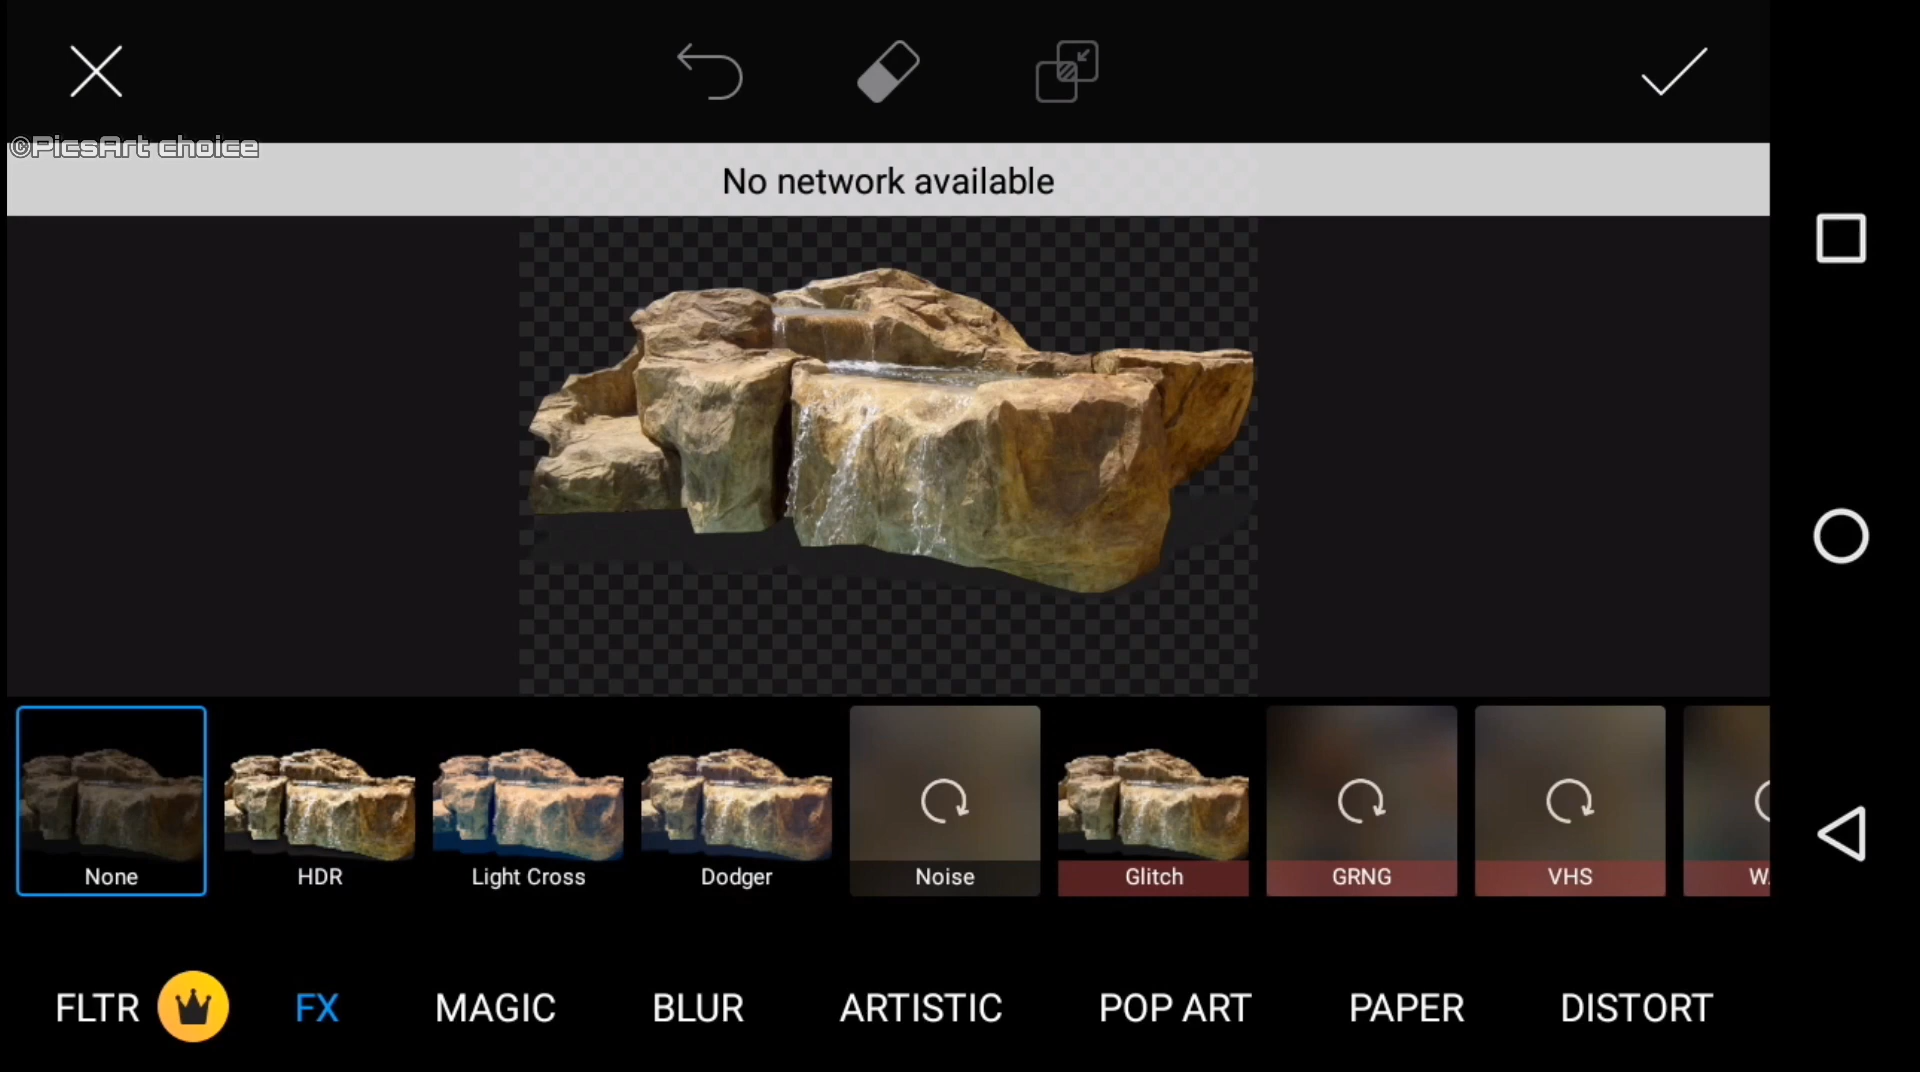 ©PicsArt choice
No network available
None
HDR
Light Cross
Dodger
Noise
Glitch
GRNG
VHS
FLTR
FX
MAGIC
BLUR
ARTISTIC
POP ART
PAPER
DISTORT